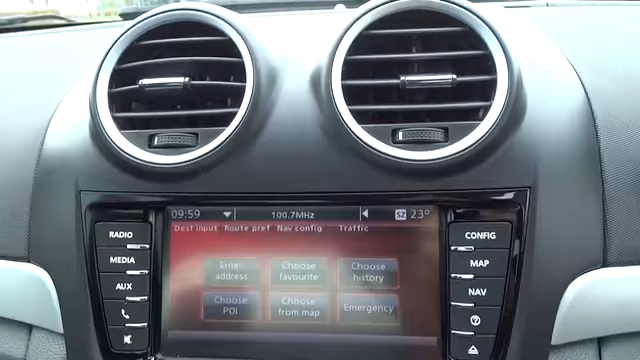 09:59 100.7MHz SZ 23°
Dest input Route pref Nav config Traffic
RADIO
MEDIA
AUX
Enter address
Choose favourite
Choose history
Choose POI
Choose from map
Emergency
CONFIG
MAP
NAV
?